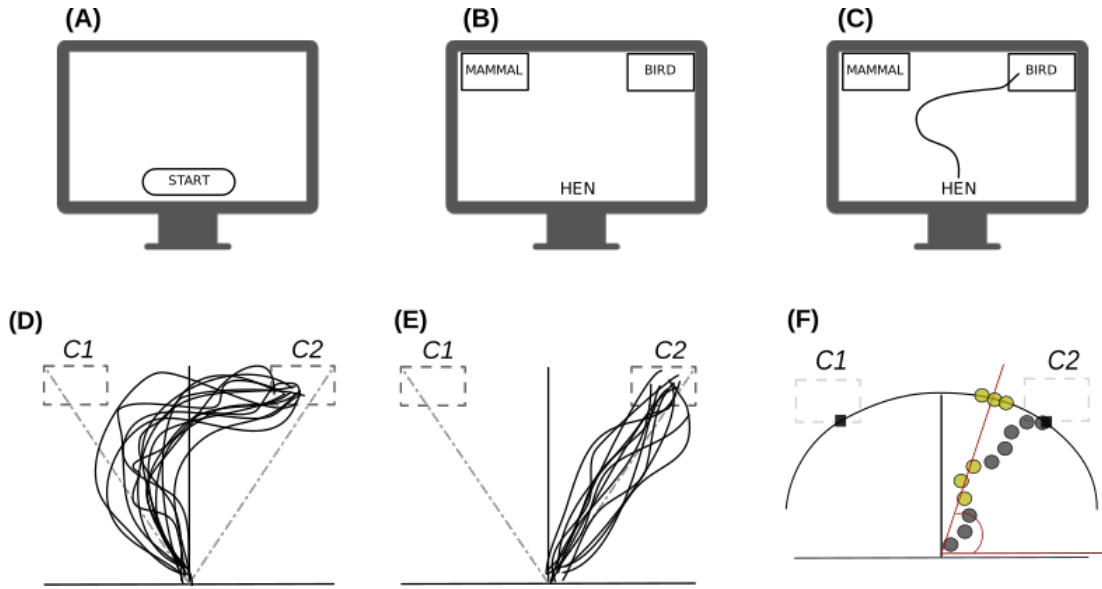 (A)
(B)
(C)
MAMMAL
BIRD
MAMMAL
BIRD
START
HEN
HEN
(D)
(E)
(F)
C1
C2
C1
C2
C1
C2